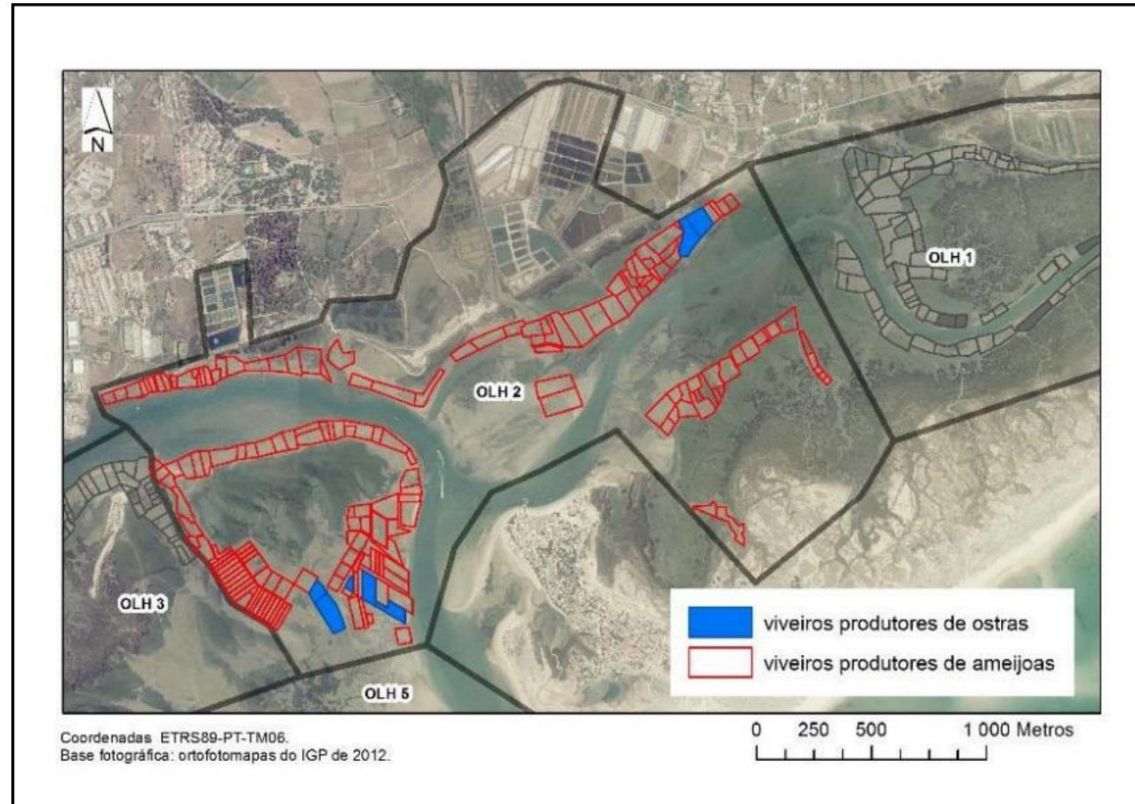 N
OLH 1
OLH 2
OLH 3
OLH 5
viveiros produtores de ostras
viveiros produtores de ameijoas
Coordenadas ETRS89-PT-TM06.
Base fotográfica: ortofotomapas do IGP de 2012.
0 250 500 1 000 Metros